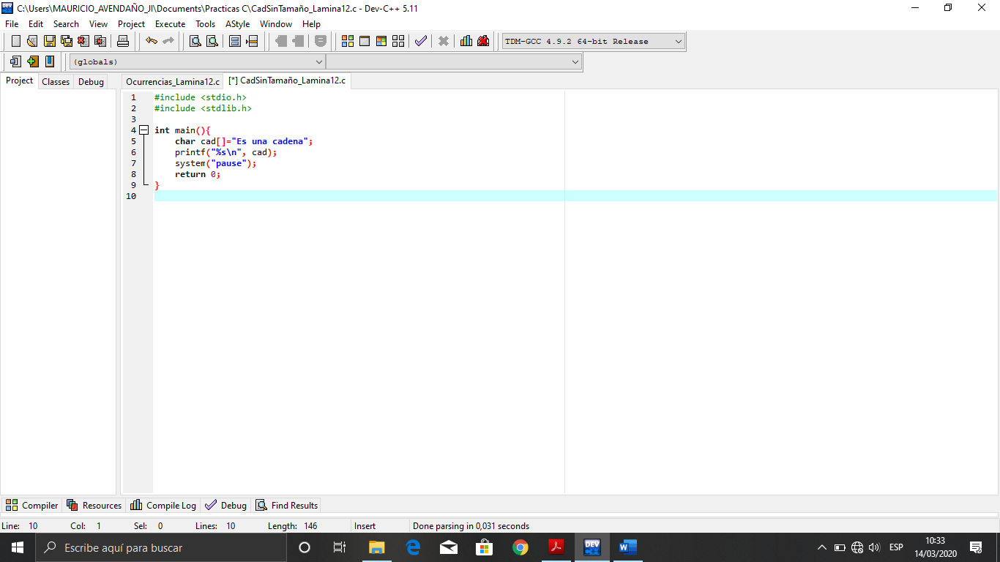 C:\Users\MAURICIO_AVENDAÑO_JI\Documents\Practicas C\CadSinTamaño_Lamina12.c - Dev-C++ 5.11
File Edit Search View Project Execute Tools AStyle Window Help
TDM-GCC 4.9.2 64-bit Release
(globals)
Project Classes Debug Ocurrencias_Lamina12.c [*] CadSinTamaño_Lamina12.c
1 #include <stdio.h>
2 #include <stdlib.h>
3
4 int main(){
5 char cad[]="Es una cadena";
6 printf("%s\n", cad);
7 system("pause");
8 return 0;
9 }
10
Compiler Resources Compile Log Debug Find Results
Line: 10 Col: 1 Sel: 0 Lines: 10 Length: 146 Insert Done parsing in 0,031 seconds
Escribe aquí para buscar
DEV
W
ESP
10:33
14/03/2020